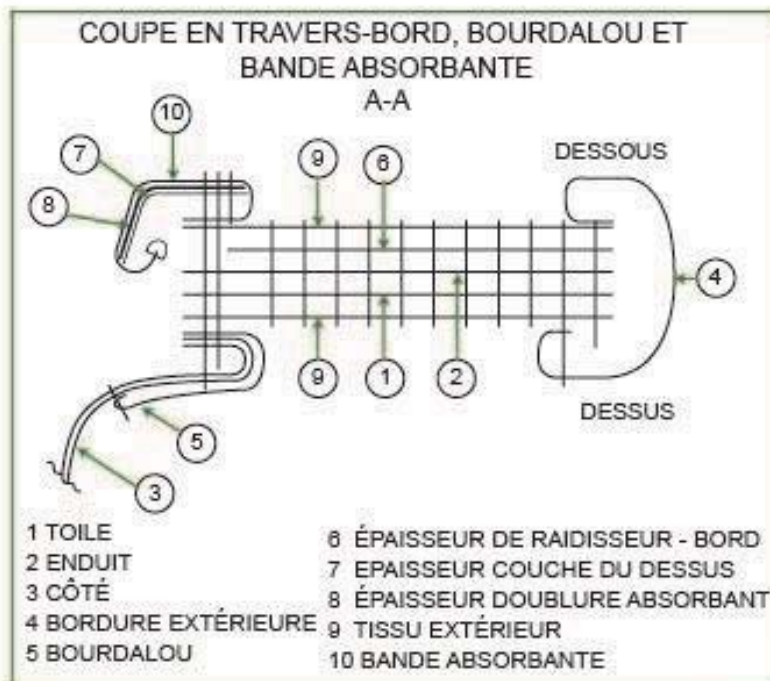 COUPE EN TRAVERS-BORD, BOURDALOU ET
BANDE ABSORBANTE
A-A
10
7
9
6
DESSOUS
8
4
9
1
2
DESSUS
5
3
1 TOILE
2 ENDUIT
3 CÔTÉ
4 BORDURE EXTÉRIEURE
5 BOURDALOU
6 ÉPAISSEUR DE RAIDISSEUR - BORD
7 EPAISSEUR COUCHE DU DESSUS
8 ÉPAISSEUR DOUBLURE ABSORBANT
9 TISSU EXTÉRIEUR
10 BANDE ABSORBANTE